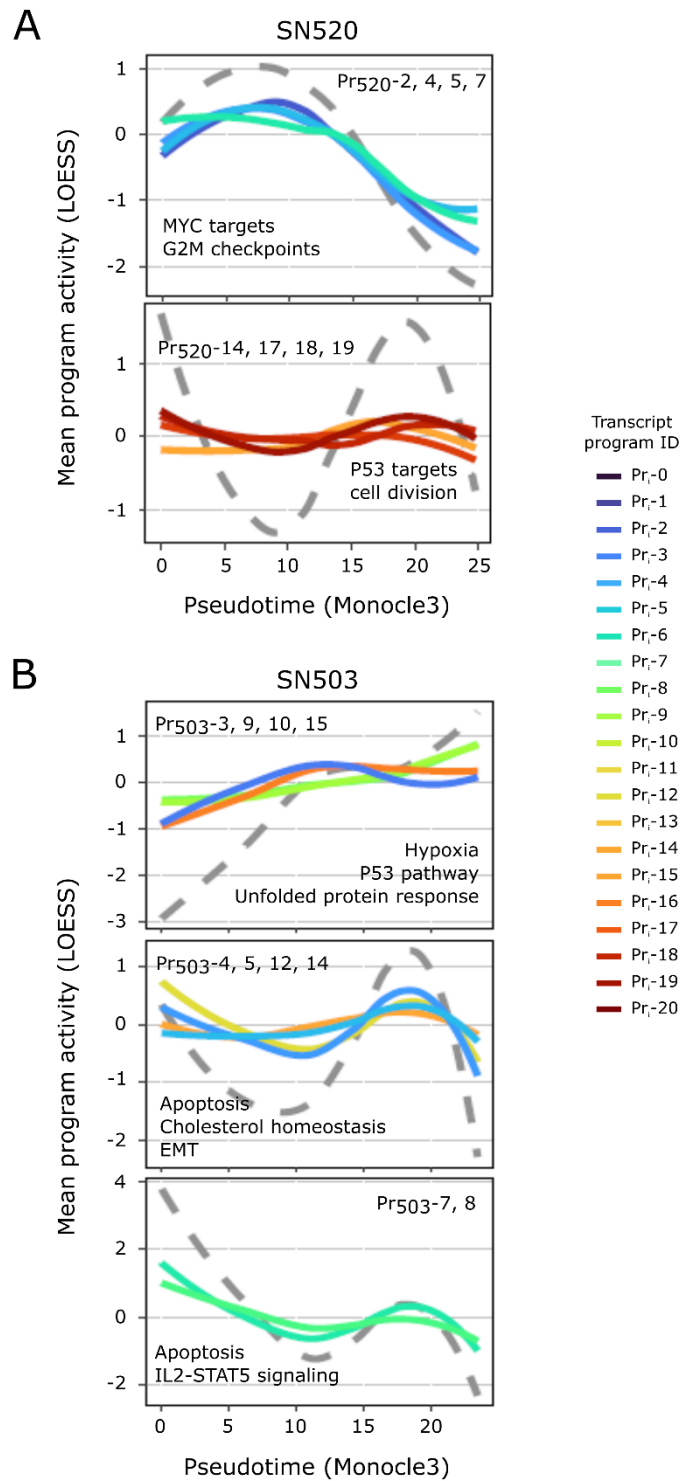 A
SN520
Mean program activity (LOESS)
1
0
-1
-2
Pr520-2, 4, 5, 7
MYC targets
G2M checkpoints
1
0
-1
Pr520-14, 17, 18, 19
P53 targets
cell division
0 5 10 15 20 25
Pseudotime (Monocle3)
B
SN503
Mean program activity (LOESS)
1
0
-1
-2
-3
Pr503-3, 9, 10, 15
Hypoxia
P53 pathway
Unfolded protein response
1
0
-1
-2
Pr503-4, 5, 12, 14
Apoptosis
Cholesterol homeostasis
EMT
4
2
0
-2
Pr503-7, 8
Apoptosis
IL2-STAT5 signaling
0 5 10 15 20
Pseudotime (Monocle3)
Transcript
program ID
Pri-0
Pri-1
Pri-2
Pri-3
Pri-4
Pri-5
Pri-6
Pri-7
Pri-8
Pri-9
Pri-10
Pri-11
Pri-12
Pri-13
Pri-14
Pri-15
Pri-16
Pri-17
Pri-18
Pri-19
Pri-20